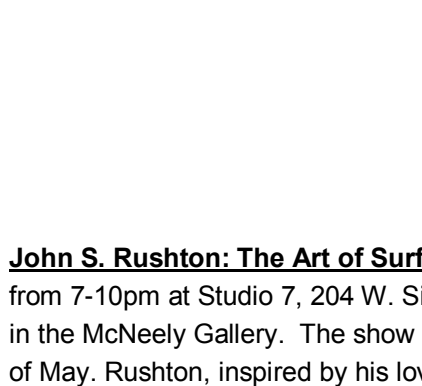 John S. Rushton: The Art of Surf
from 7-10pm at Studio 7, 204 W.
in the McNeely Gallery. The show
of May. Rushton, inspired by his